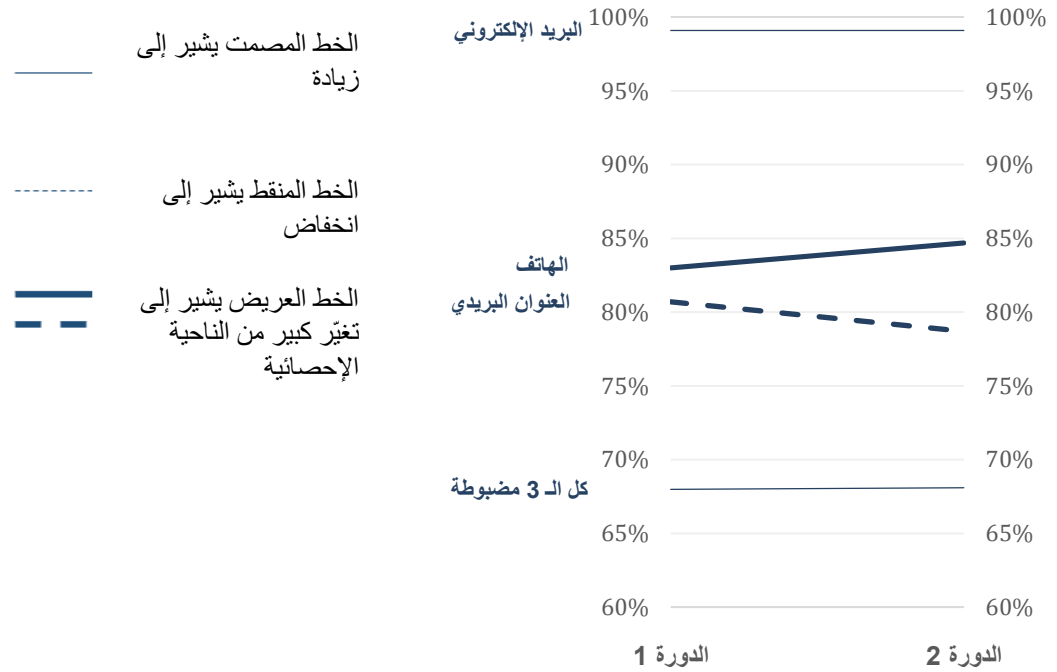 الخط المصمت يشير إلى
زيادة
الخط المنقط يشير إلى
انخفاض
الخط العريض يشير إلى
تغيّر كبير من الناحية
الإحصائية
البريد الإلكتروني
الهاتف
العنوان البريدي
كل الـ 3 مضبوطة
100%
95%
90%
85%
80%
75%
70%
65%
60%
100%
95%
90%
85%
80%
75%
70%
65%
60%
الدورة 1
الدورة 2